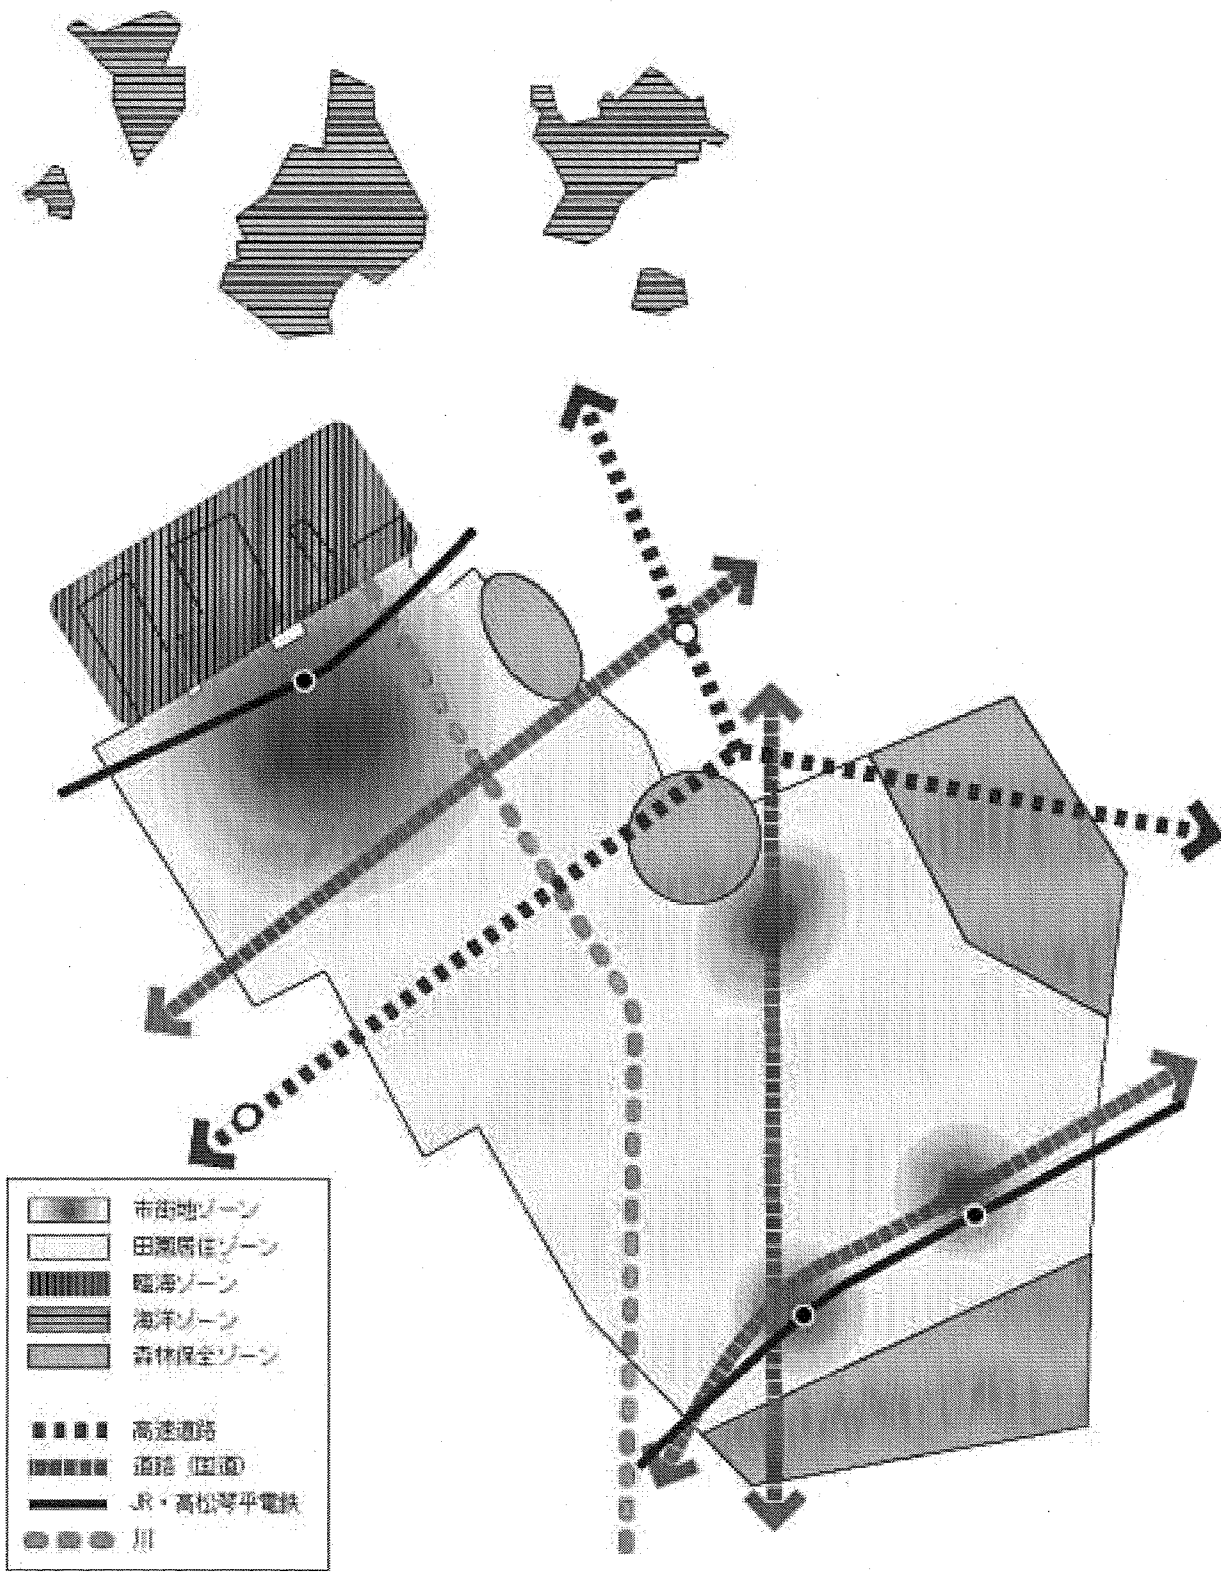 市街地ゾーン
田園居住ゾーン
臨海ゾーン
海洋ゾーン
森林保全ゾーン
高速道路
道路（国道）
JR・高松琴平電鉄
川